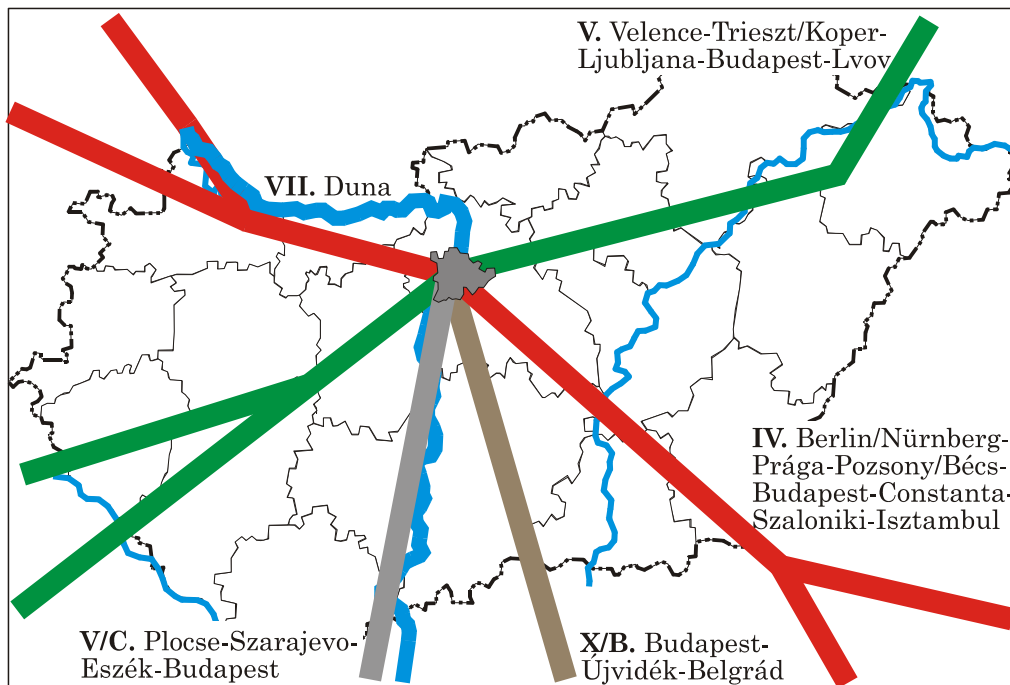 V. Velence-Trieszt/Koper-
Ljubljana-Budapest-Lvov
VII. Duna
IV. Berlin/Nürnberg-
Prága-Pozsony/Bécs-
Budapest-Constanta-
Szaloniki-Isztambul
V/C. Plocse-Szarajevo-
Eszék-Budapest
X/B. Budapest-
Újvidék-Belgrád